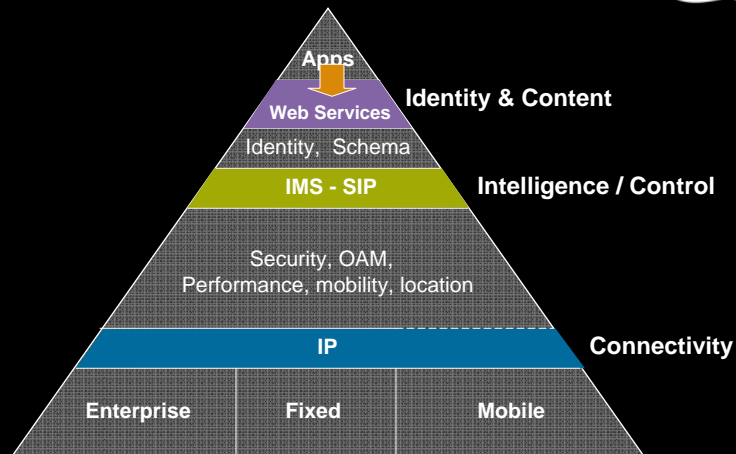 Apps
Identity & Content
Web Services
Identity, Schema
IMS - SIP
Intelligence / Control
Security, OAM,
Performance, mobility, location
IP
Connectivity
Enterprise
Fixed
Mobile